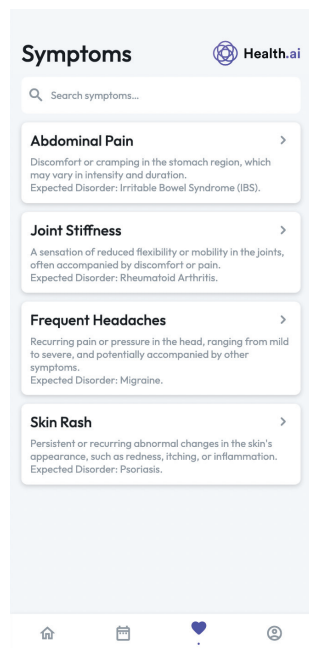 Symptoms
Health.ai
Search symptoms...
Abdominal Pain
Discomfort or cramping in the stomach region, which
may vary in intensity and duration.
Expected Disorder: Irritable Bowel Syndrome (IBS).
Joint Stiffness
A sensation of reduced flexibility or mobility in the joints,
often accompanied by discomfort or pain.
Expected Disorder: Rheumatoid Arthritis.
Frequent Headaches
Recurring pain or pressure in the head, ranging from mild
to severe, and potentially accompanied by other
symptoms.
Expected Disorder: Migraine.
Skin Rash
Persistent or recurring abnormal changes in the skin's
appearance, such as redness, itching, or inflammation.
Expected Disorder: Psoriasis.